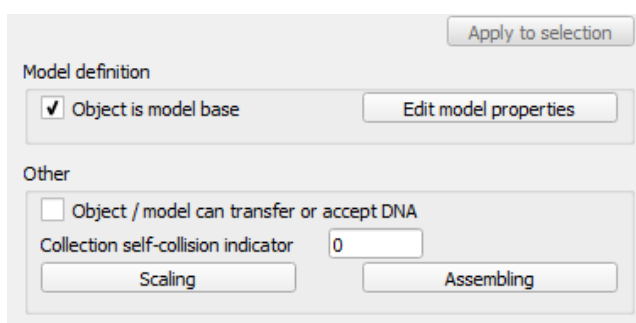 Apply to selection
Model definition
Object is model base
Edit model properties
Other
Object / model can transfer or accept DNA
Collection self-collision indicator 0
Scaling
Assembling